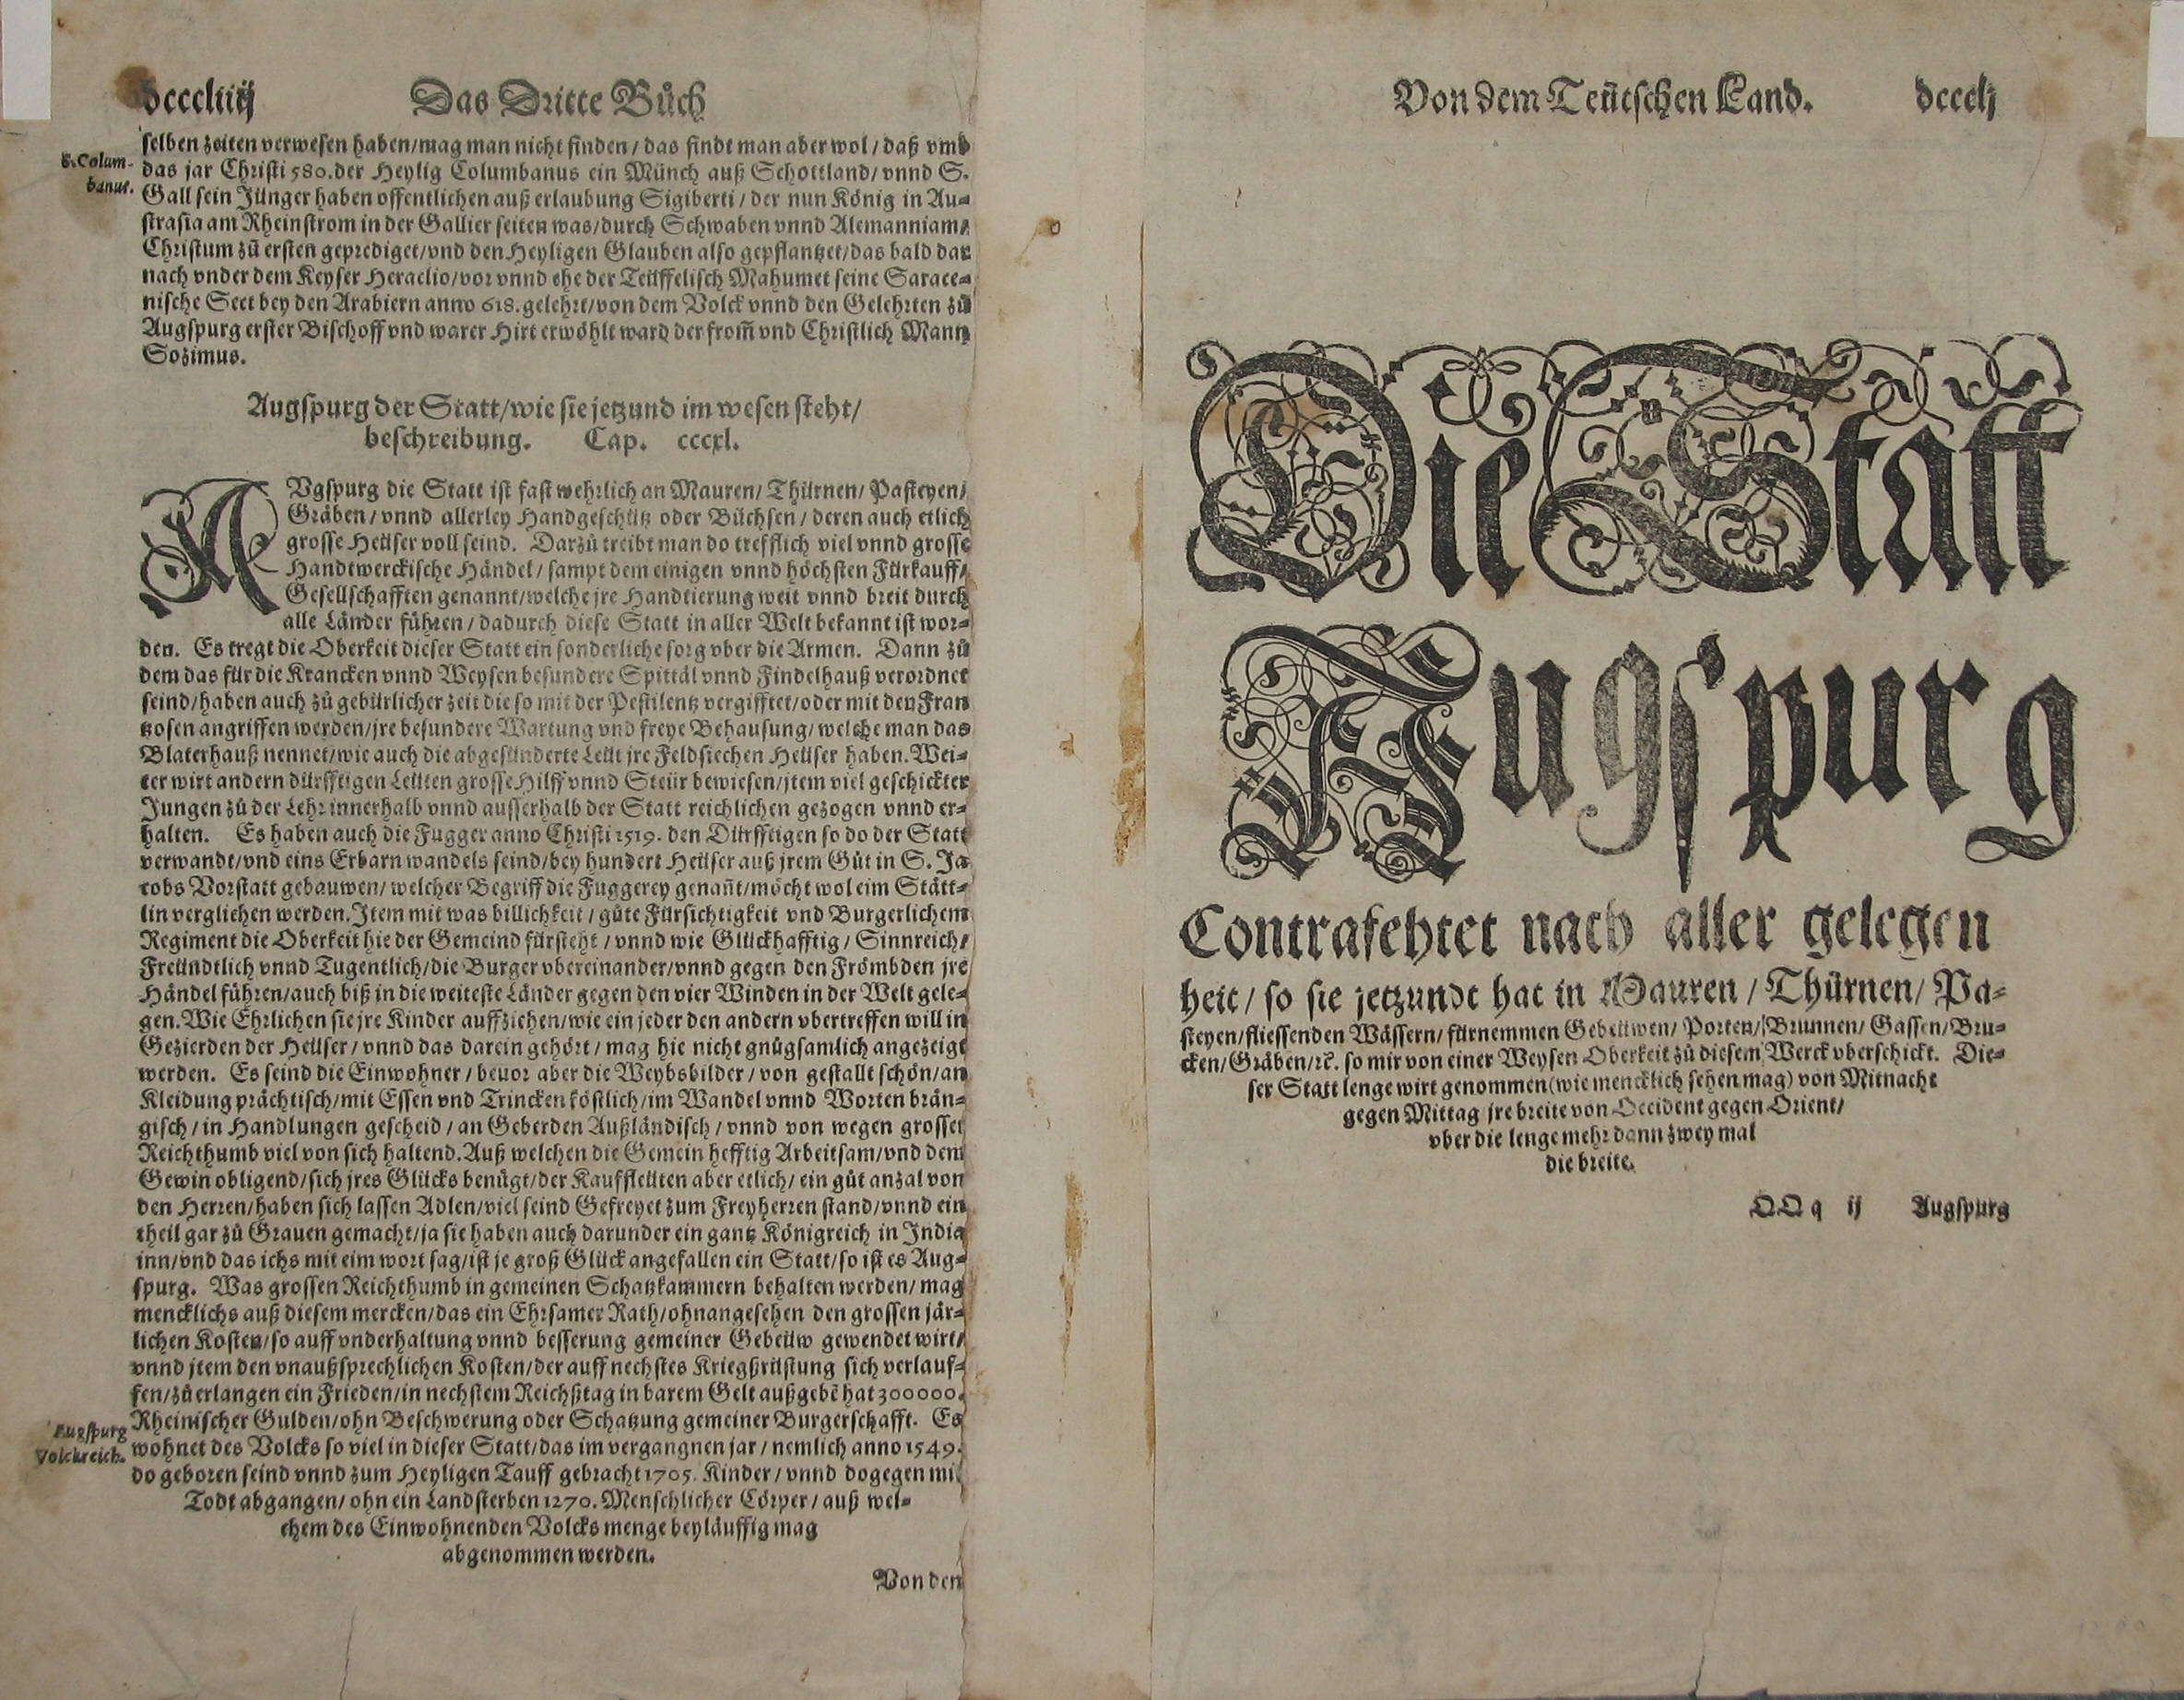 dcccliiij Das Dritte Bůch
selben zeiten verwesen haben/mag man nicht finden/ das findt man aber wol/ daß vmb
S. Colum-
banus.
das jar Christi 580. der Heylig Columbanus ein Münch auß Schottland/ vnnd S.
Gall sein Jünger haben offentlichen auß erlaubung Sigiberti/ der nun König in Au-
strasia am Rheinstrom in der Gallier seiten was/durch Schwaben vnnd Alemanniam/
Christum zů ersten geprediget/vnd den Heyligen Glauben also gepflantzet/das bald dar
nach vnder dem Keyser Heraclio/vor vnnd ehe der Teüffelisch Mahumet seine Sarace-
nische Sect bey den Arabiern anno 618. gelehrt/von dem Volck vnnd den Gelehrten zů
Augspurg erster Bischoff vnd warer Hirt erwöhlt ward der from̃ vnd Christlich Mann
Sozimus.
Augspurg der Statt/wie sie jetzund im wesen steht/
beschreibung. Cap. cccxl.
AVgspurg die Statt ist fast wehrlich an Mauren/ Thürnen/ Pasteyen/
Gräben/ vnnd allerley Handgeschütz oder Büchsen/ deren auch etlich
grosse Heüser voll seind. Darzů treibt man do trefflich viel vnnd grosse
Handtwerckische Händel/ sampt dem einigen vnnd höchsten Fürkauff/
Gesellschafften genannt/welche jre Handtierung weit vnnd breit durch
alle Länder führen/ dadurch diese Statt in aller Welt bekannt ist wor-
den. Es tregt die Oberkeit dieser Statt ein sonderliche sorg vber die Armen. Dann zů
dem das für die Krancken vnnd Weysen besundere Spittäl vnnd Findelhauß verordnet
seind/haben auch zů gebürlicher zeit die so mit der Pestilentz vergifftet/oder mit den Fran
tzosen angriffen werden/jre besundere Wartung vnd freye Behausung/ welche man das
Blaterhauß nennet/wie auch die abgesünderte Leüt jre Feldsiechen Heüser haben. Wei-
ter wirt andern dürfftigen Leüten grosse Hilff vnnd Steür bewiesen/jtem viel geschickter
Jungen zů der Lehr innerhalb vnnd ausserhalb der Statt reichlichen gezogen vnnd er-
halten. Es haben auch die Fugger anno Christi 1519. den Dürfftigen so do der Statt
verwandt/vnd eins Erbarn wandels seind/bey hundert Heüser auß jrem Gůt in S. Ja
cobs Vorstatt gebauwen/ welcher Begriff die Fuggerey genañt/möcht wol eim Stätt-
lin verglichen werden. Item mit was billichkeit/ gůte Fürsichtigkeit vnd Burgerlichem
Regiment die Oberkeit hie der Gemeind fürsteht/ vnnd wie Glückhafftig/ Sinnreich/
Freündtlich vnnd Tugentlich/die Burger vbereinander/vnnd gegen den Frömbden jre
Händel führen/auch biß in die weiteste Länder gegen den vier Winden in der Welt gele-
gen. Wie Ehrlichen sie jre Kinder auffziehen/wie ein jeder den andern vbertreffen will in
Gezierden der Heüser/ vnnd das darein gehört/ mag hie nicht gnůgsamlich angezeigt
werden. Es seind die Einwohner/ beuor aber die Weybsbilder/ von gestallt schön/an
Kleidung prächtisch/mit Essen vnd Trincken köstlich/im Wandel vnnd Worten brän-
gisch/ in Handlungen gescheid/ an Geberden Außländisch/ vnnd von wegen grosser
Reichthumb viel von sich haltend. Auß welchen die Gemein hefftig Arbeitsam/vnd dem
Gewin obligend/sich jres Glücks benügt/der Kauffleüten aber etlich/ ein gůt anzal von
den Herren/haben sich lassen Adlen/viel seind Gefreyet zum Freyherren stand/vnnd ein
theil gar zů Grauen gemacht/ja sie haben auch darunder ein gantz Königreich in India
inn/vnd das ichs mit eim wort sag/ist je groß Glück angefallen ein Statt/so ist es Aug-
spurg. Was grossen Reichthumb in gemeinen Schatzkammern behalten werden/ mag
mencklichs auß diesem mercken/das ein Ehrsamer Rath/ohnangesehen den grossen jär-
lichen Kosten/so auff vnderhaltung vnnd besserung gemeiner Gebeüw gewendet wirt/
vnnd jtem den vnaußsprechlichen Kosten/der auff nechstes Kriegßrüstung sich verlauf-
fen/zů erlangen ein Frieden/in nechstem Reichßtag in barem Gelt außgebẽ hat 300000.
Rheinischer Gulden/ohn Beschwerung oder Schatzung gemeiner Burgerschafft. Es
Augspurg
Volckreich.
wohnet des Volcks so viel in dieser Statt/das im vergangnen jar/ nemlich anno 1549.
do geboren seind vnnd zum Heyligen Tauff gebracht 1705. Kinder/ vnnd dogegen mi
Todt abgangen/ ohn ein Landsterben 1270. Menschlicher Cörper/ auß wel-
chem des Einwohnenden Volcks menge beyläuffig mag
abgenommen werden.
Von den
Von dem Teütschen Land. dccclj
Die Statt
Augspurg
Contrafehtet nach aller gelegen
heit/ so sie jetzundt hat in Mauren/ Thürnen/ Pa-
steyen/fliessenden Wässern/ fürnemmen Gebeüwen/ Porten/ Brunnen/ Gassen/ Bru-
cken/Gräben/ꝛc. so mir von einer Weysen Oberkeit zů diesem Werck vberschickt. Die-
ser Statt lenge wirt genommen (wie mencklich sehen mag) von Mitnacht
gegen Mittag jre breite von Occident gegen Orient/
vber die lenge mehr dann zwey mal
die breite.
QQq ij Augspurg